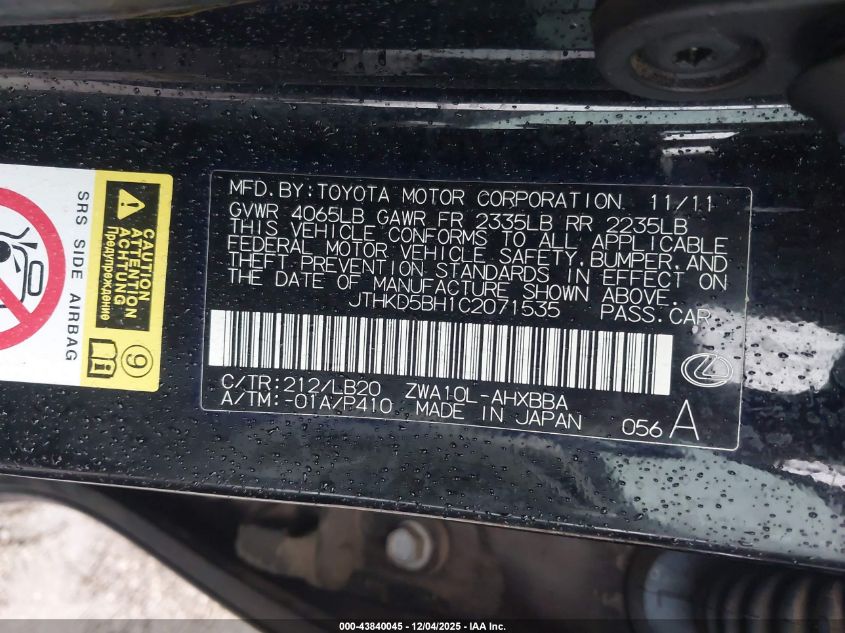 MFD.BY:TOYOTA MOTOR CORPORATION 11/11
GVWR 4065LB GAWR FR 2335LB RR 2235LB
THIS VEHICLE CONFORMS TO ALL APPLICABLE
FEDERAL MOTOR VEHICLE SAFETY,BUMPER,AND
THEFT PREVENTION STANDARDS IN EFFECT ON
THE DATE OF MANUFACTURE SHOWN ABOVE.
JTHKD5BH1C2071535 PASS.CAR
C/TR:212/LB20 ZWA10L-AHXBBA
A/TM:-01A/P410 MADE IN JAPAN 056 A
SRS SIDE AIRBAG
CAUTION
ATTENTION
ACHTUNG
Предупреждение
9
000-43840045 - 12/04/2025 - IAA Inc.